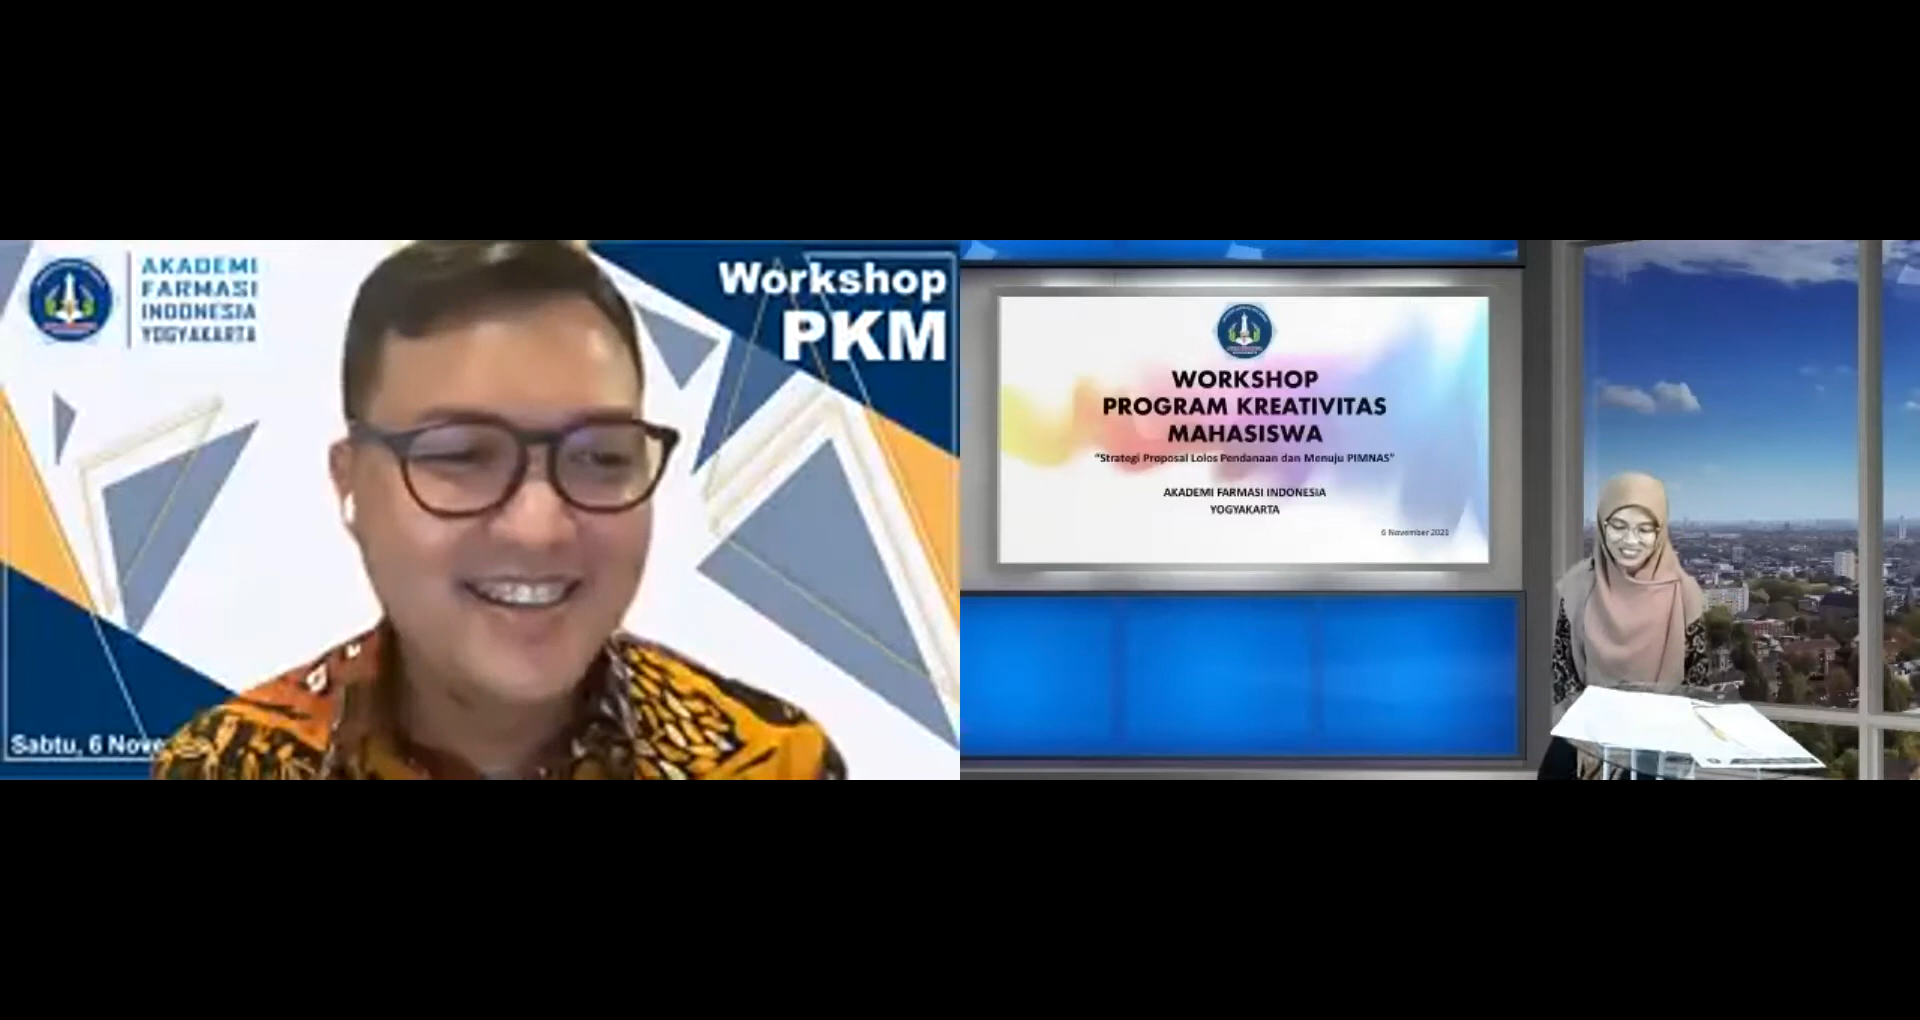 AKADEMI
FARMASI
INDONESIA
YOGYAKARTA
Workshop
PKM
Sabtu, 6 Nove
WORKSHOP
PROGRAM KREATIVITAS
MAHASISWA
“Strategi Proposal Lolos Pendanaan dan Menuju PIMNAS”
AKADEMI FARMASI INDONESIA
YOGYAKARTA
6 November 2021